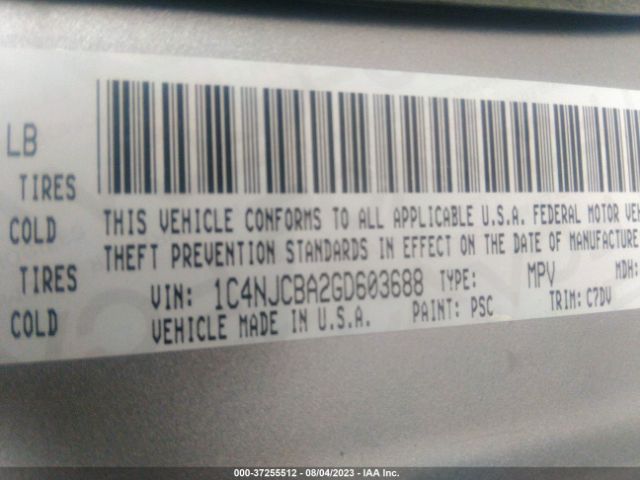 LB
TIRES
COLD
TIRES
COLD
THIS VEHICLE CONFORMS TO ALL APPLICABLE U.S.A. FEDERAL MOTOR VEH
THEFT PREVENTION STANDARDS IN EFFECT ON THE DATE OF MANUFACTURE
VIN: 1C4NJCBA2GD603688 TYPE: MPV MDH:
VEHICLE MADE IN U.S.A. PAINT: PSC TRIM: C7DV
000-37255512 - 08/04/2023 - IAA Inc.